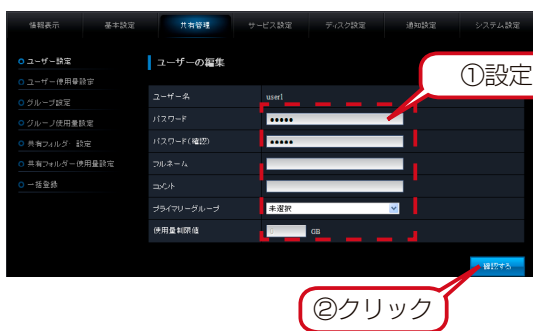 情報表示 基本設定 共有管理 サービス設定 ディスク設定 通知設定 システム設定
ユーザー設定
ユーザー使用量設定
グループ設定
グループ使用量設定
共有フォルダー設定
共有フォルダー使用量設定
一括登録
ユーザーの編集
ユーザー名 user1
パスワード ●●●●●
パスワード(確認) ●●●●●
フルネーム
コメント
プライマリーグループ 未選択
使用量制限値 0 GB
確認する
①設定
②クリック